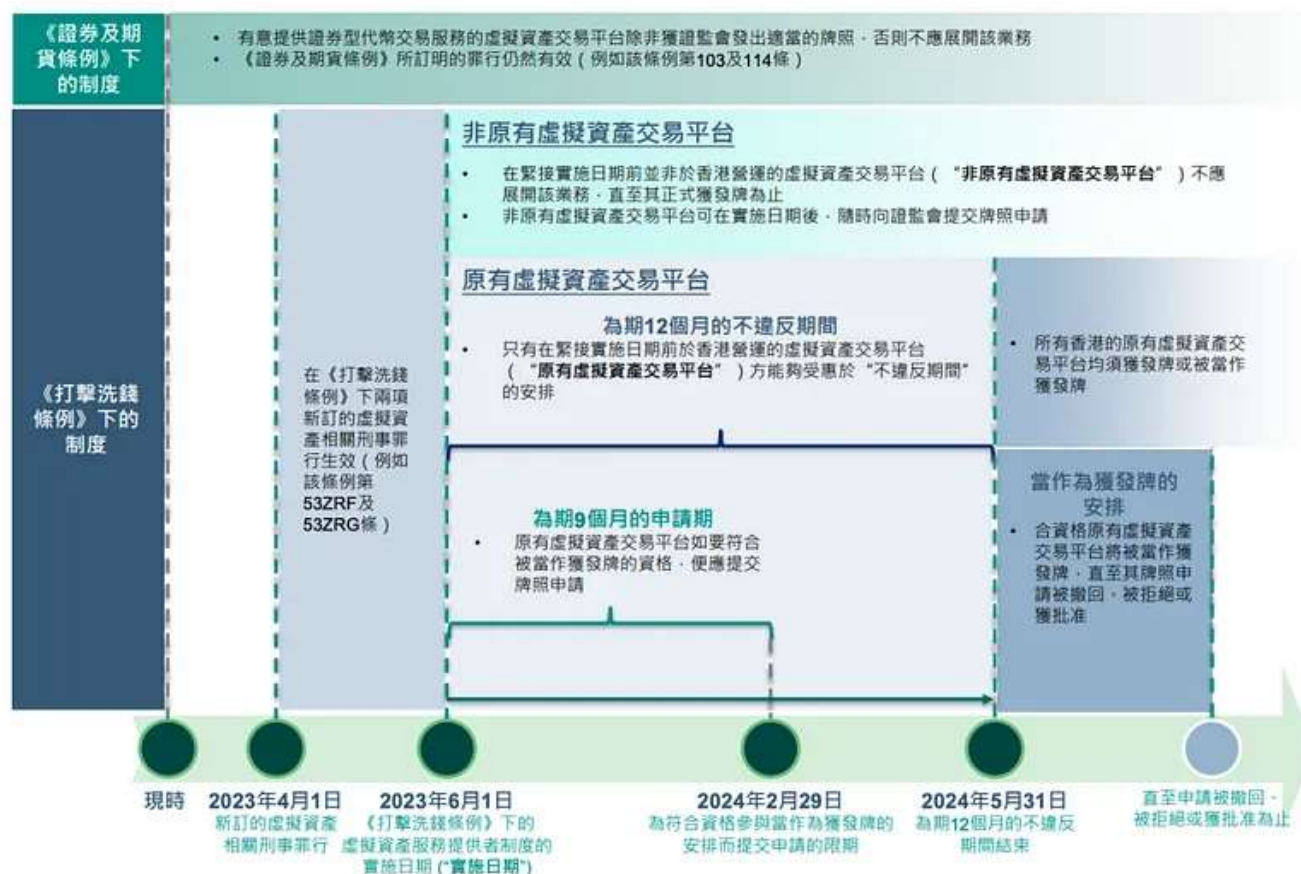 《證券及期
貨條例》下
的制度
• 有意提供證券型代幣交易服務的虛擬資產交易平台除非獲證監會發出適當的牌照，否則不應展開該業務
• 《證券及期貨條例》所訂明的罪行仍然有效（例如該條例第103及114條）
《打擊洗錢
條例》下的
制度
在《打擊洗錢
條例》下兩項
新訂的虛擬資
產相關刑事罪
行生效（例如
該條例第
53ZRF及
53ZRG條）
非原有虛擬資產交易平台
• 在緊接實施日期前並非於香港營運的虛擬資產交易平台（“非原有虛擬資產交易平台”）不應
展開該業務，直至其正式獲發牌為止
• 非原有虛擬資產交易平台可在實施日期後，隨時向證監會提交牌照申請
原有虛擬資產交易平台
為期12個月的不違反期間
• 只有在緊接實施日期前於香港營運的虛擬資產交易平台
（“原有虛擬資產交易平台”）方能夠受惠於“不違反期間”
的安排
為期9個月的申請期
• 原有虛擬資產交易平台如要符合
被當作獲發牌的資格，便應提交
牌照申請
• 所有香港的原有虛擬資產交
易平台均須獲發牌或被當作
獲發牌
當作為獲發牌的
安排
• 合資格原有虛擬資產
交易平台將被當作獲
發牌，直至其牌照申
請被撤回、被拒絕或
獲批准
現時
2023年4月1日
新訂的虛擬資產
相關刑事罪行
2023年6月1日
《打擊洗錢條例》下的
虛擬資產服務提供者制度的
實施日期 (“實施日期”)
2024年2月29日
為符合資格參與當作為獲發牌的
安排而提交申請的限期
2024年5月31日
為期12個月的不違反
期間結束
直至申請被撤回、
被拒絕或獲批准為止